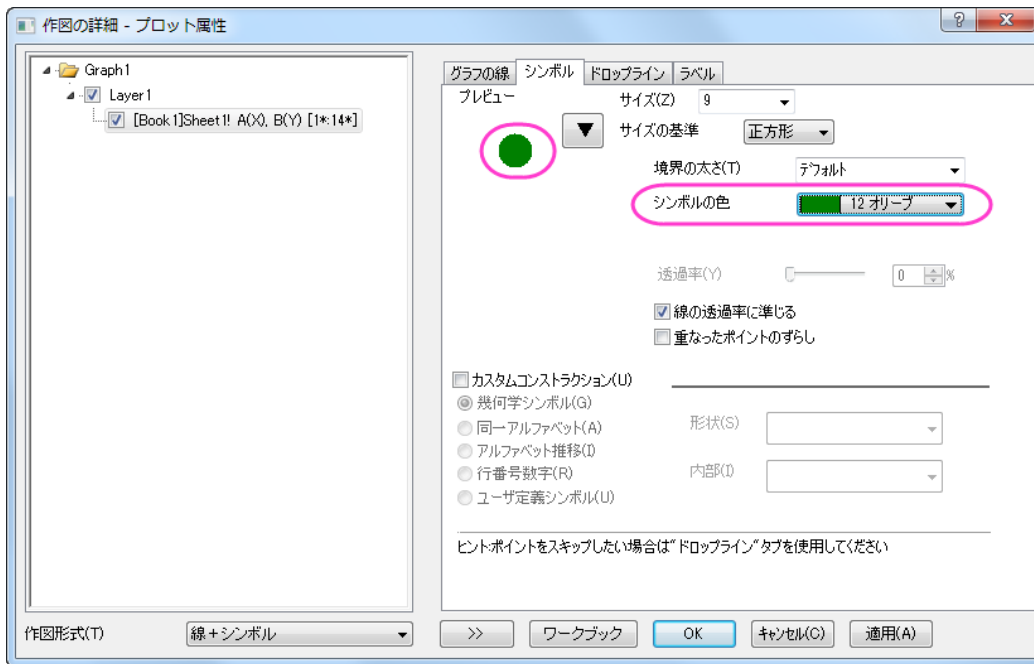 作図の詳細 - プロット属性
Graph1
Layer1
[Book1]Sheet1! A(X), B(Y) [1*:14*]
グラフの線 シンボル ドロップライン ラベル
プレビュー
サイズ(Z) 9
サイズの基準 正方形
境界の太さ(T) デフォルト
シンボルの色 12 オリーブ
透過率(Y) 0 %
線の透過率に準じる
重なったポイントのずらし
カスタムコンストラクション(U)
幾何学シンボル(G)
同一アルファベット(A)
アルファベット推移(I)
行番号数字(R)
ユーザ定義シンボル(U)
形状(S)
内部(I)
ヒント:ポイントをスキップしたい場合は"ドロップライン"タブを使用してください
作図形式(T) 線+シンボル
>> ワークブック OK キャンセル(C) 適用(A)